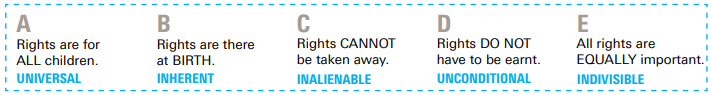 A
Rights are for
ALL children.
UNIVERSAL
B
Rights are there
at BIRTH.
INHERENT
C
Rights CANNOT
be taken away.
INALIENABLE
D
Rights DO NOT
have to be earnt.
UNCONDITIONAL
E
All rights are
EQUALLY important.
INDIVISIBLE